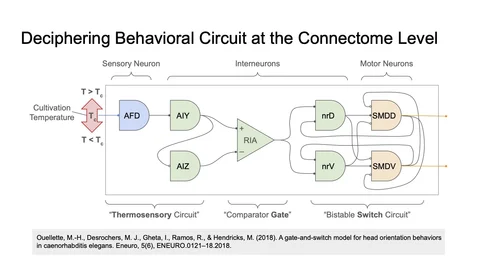 Deciphering Behavioral Circuit at the Connectome Level
Sensory Neuron
Interneurons
Motor Neurons
T > Tc
Cultivation
Temperature
Tc
T < Tc
AFD
AIY
AIZ
+
RIA
−
nrD
nrV
SMDD
SMDV
"Thermosensory Circuit"
"Comparator Gate"
"Bistable Switch Circuit"
Ouellette, M.-H., Desrochers, M. J., Gheta, I., Ramos, R., & Hendricks, M. (2018). A gate-and-switch model for head orientation behaviors
in caenorhabditis elegans. Eneuro, 5(6), ENEURO.0121–18.2018.